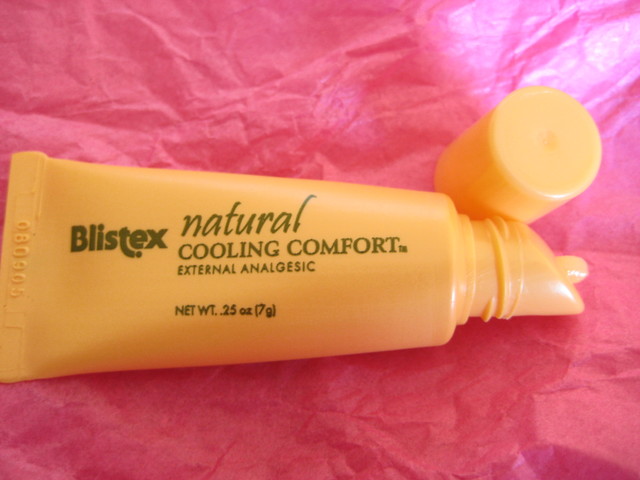 Blistex
natural
COOLING COMFORT™
EXTERNAL ANALGESIC
NET WT. .25 oz (7g)